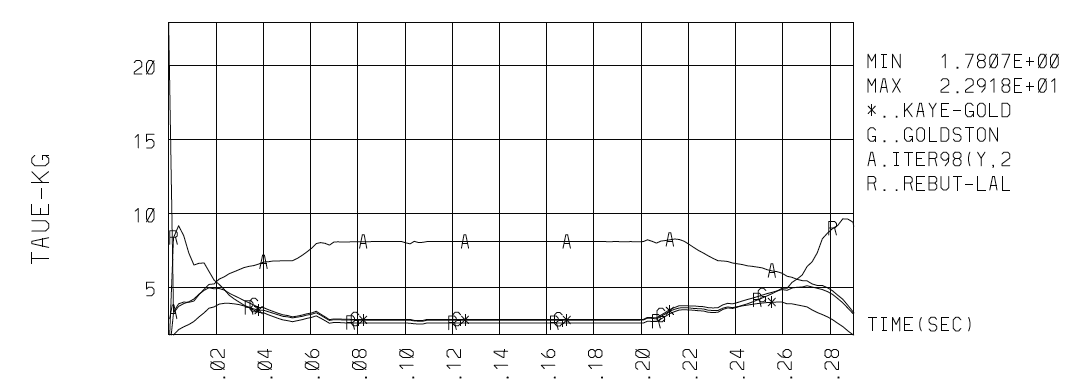 TAUE-KG
20
15
10
5
.02 .04 .06 .08 .10 .12 .14 .16 .18 .20 .22 .24 .26 .28
MIN 1.7807E+00
MAX 2.2918E+01
*..KAYE-GOLD
G..GOLDSTON
A.ITER98(Y,2
R..REBUT-LAL
TIME(SEC)